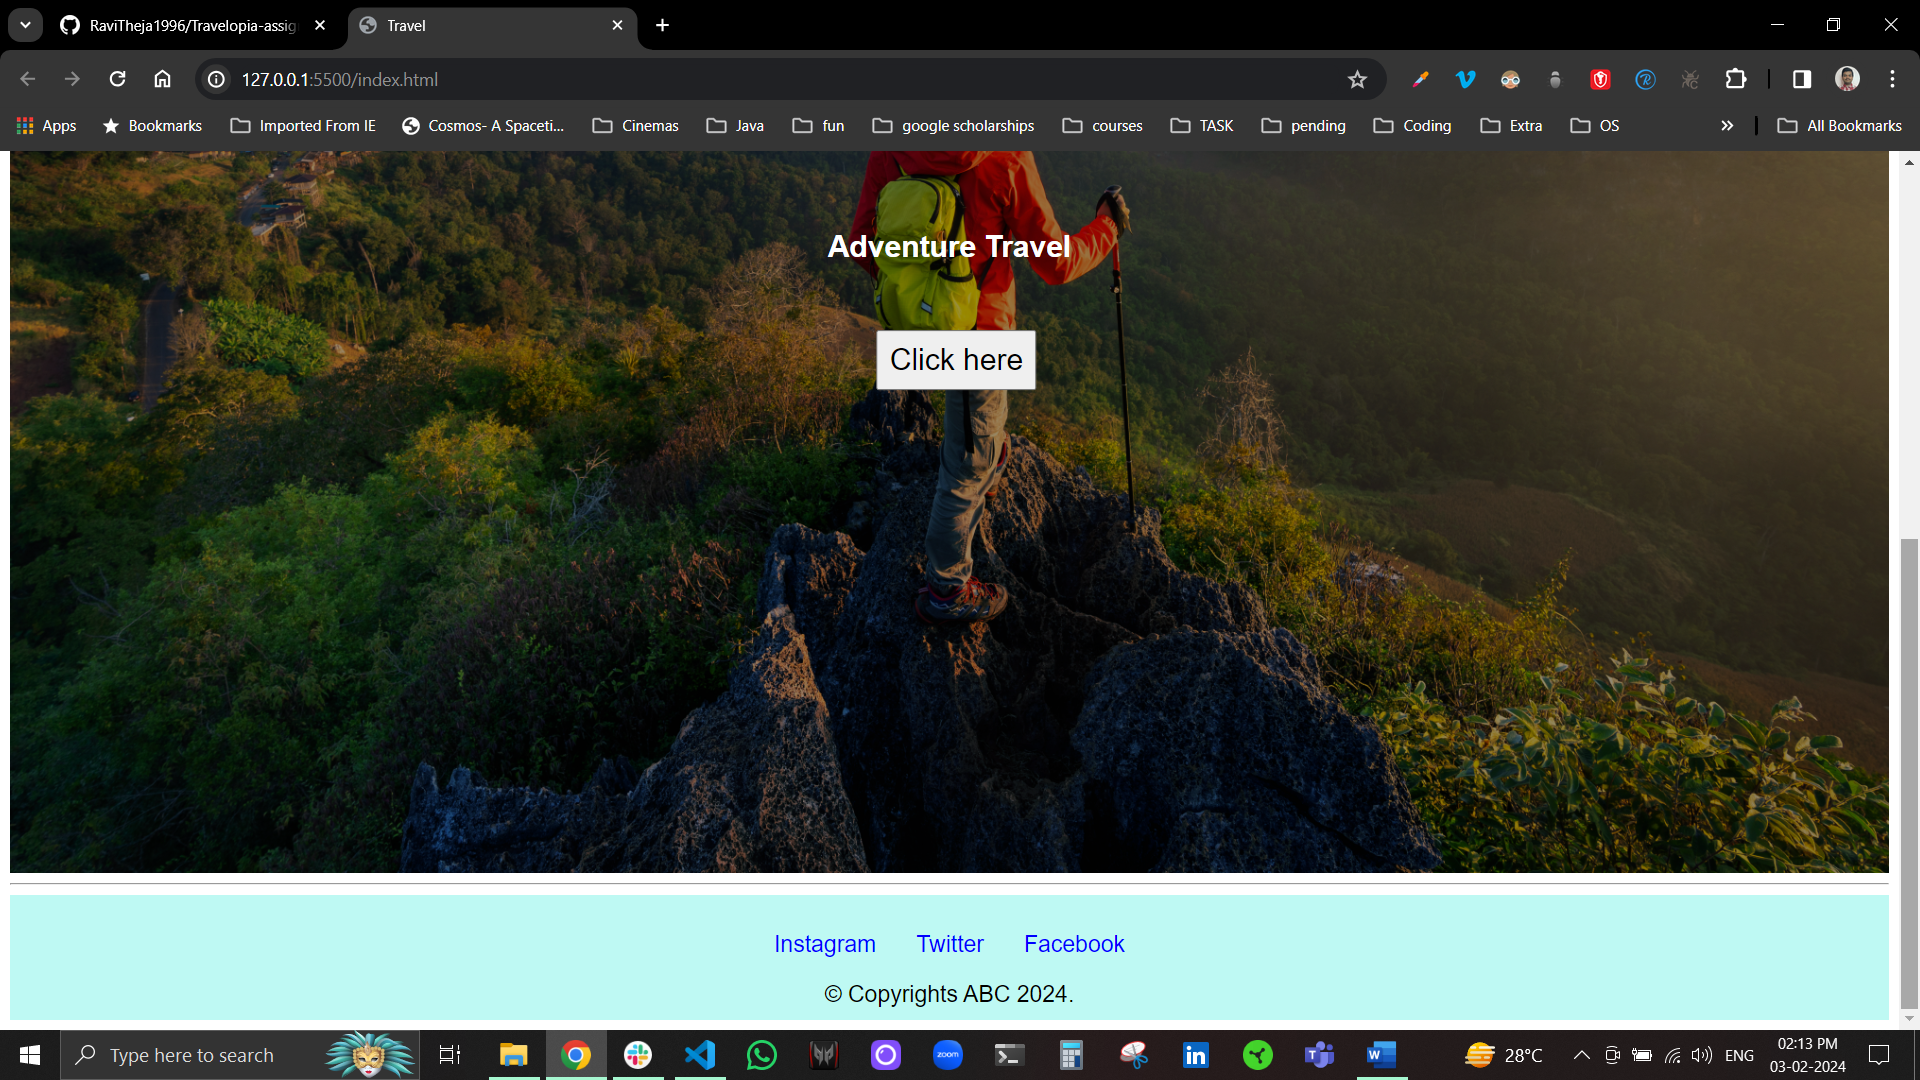 RaviTheja1996/Travelopia-assig
Travel
127.0.0.1:5500/index.html
Apps
Bookmarks
Imported From IE
Cosmos- A Spaceti...
Cinemas
Java
fun
google scholarships
courses
TASK
pending
Coding
Extra
OS
All Bookmarks
Adventure Travel
Click here
Instagram Twitter Facebook
© Copyrights ABC 2024.
Type here to search
zoom
28°C
ENG
02:13 PM
03-02-2024